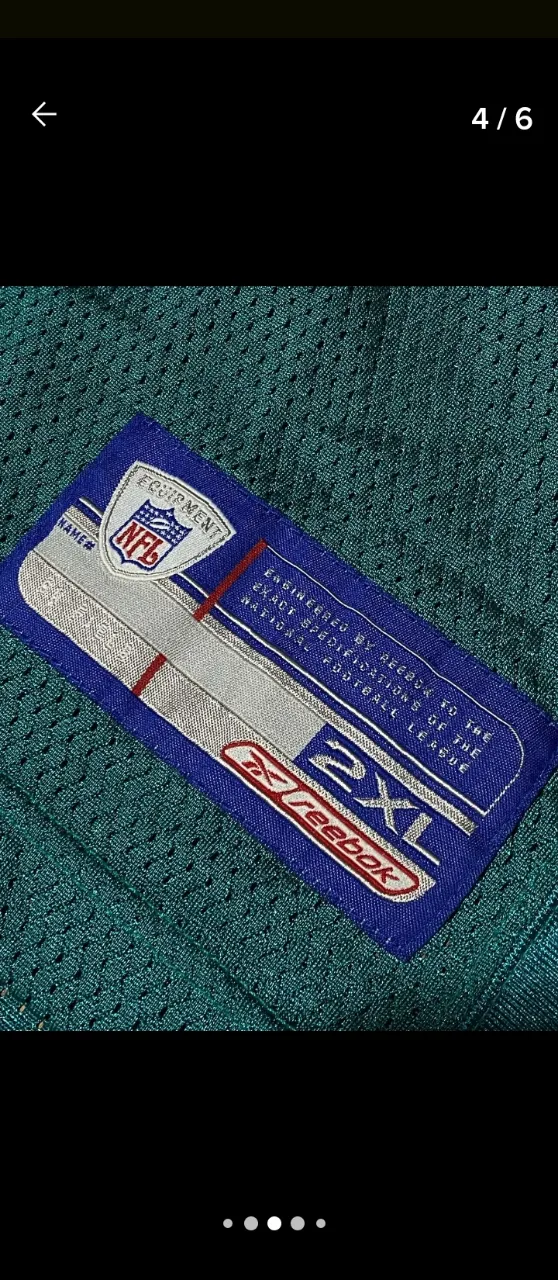 4 / 6
EQUIPMENT
NFL
NAME#
ENGINEERED BY REEBOK TO THE
EXACT SPECIFICATIONS OF THE
NATIONAL FOOTBALL LEAGUE
2XL
reebok